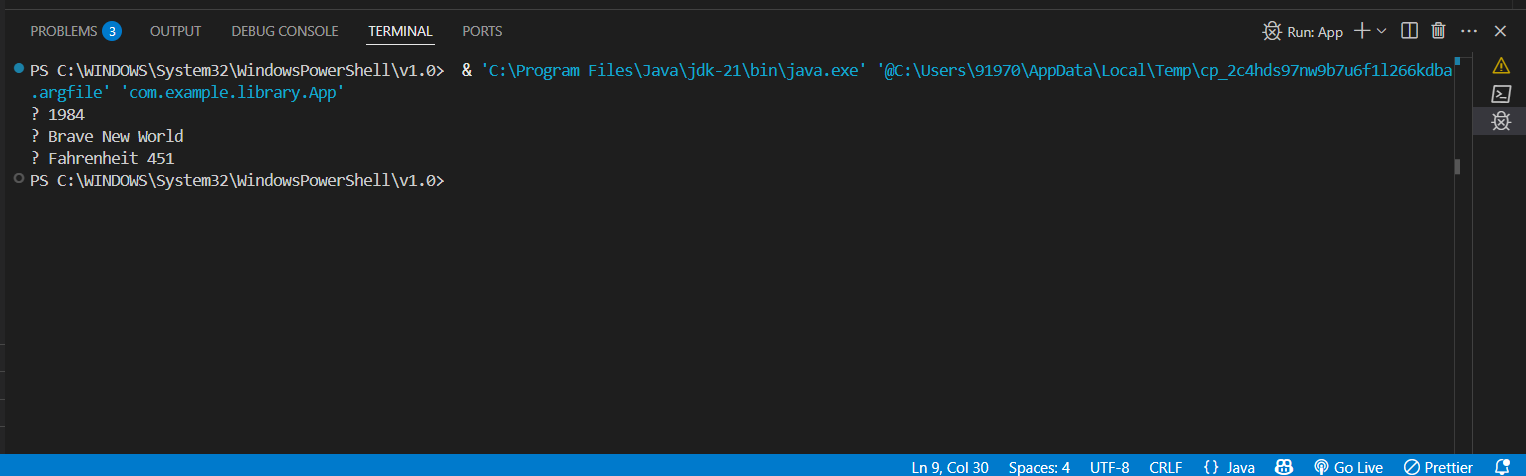 PROBLEMS 3 OUTPUT DEBUG CONSOLE TERMINAL PORTS Run: App
PS C:\WINDOWS\System32\WindowsPowerShell\v1.0>  & 'C:\Program Files\Java\jdk-21\bin\java.exe' '@C:\Users\91970\AppData\Local\Temp\cp_2c4hds97nw9b7u6f1l266kdba
.argfile' 'com.example.library.App'
? 1984
? Brave New World
? Fahrenheit 451
PS C:\WINDOWS\System32\WindowsPowerShell\v1.0>
Ln 9, Col 30 Spaces: 4 UTF-8 CRLF {} Java Go Live Prettier